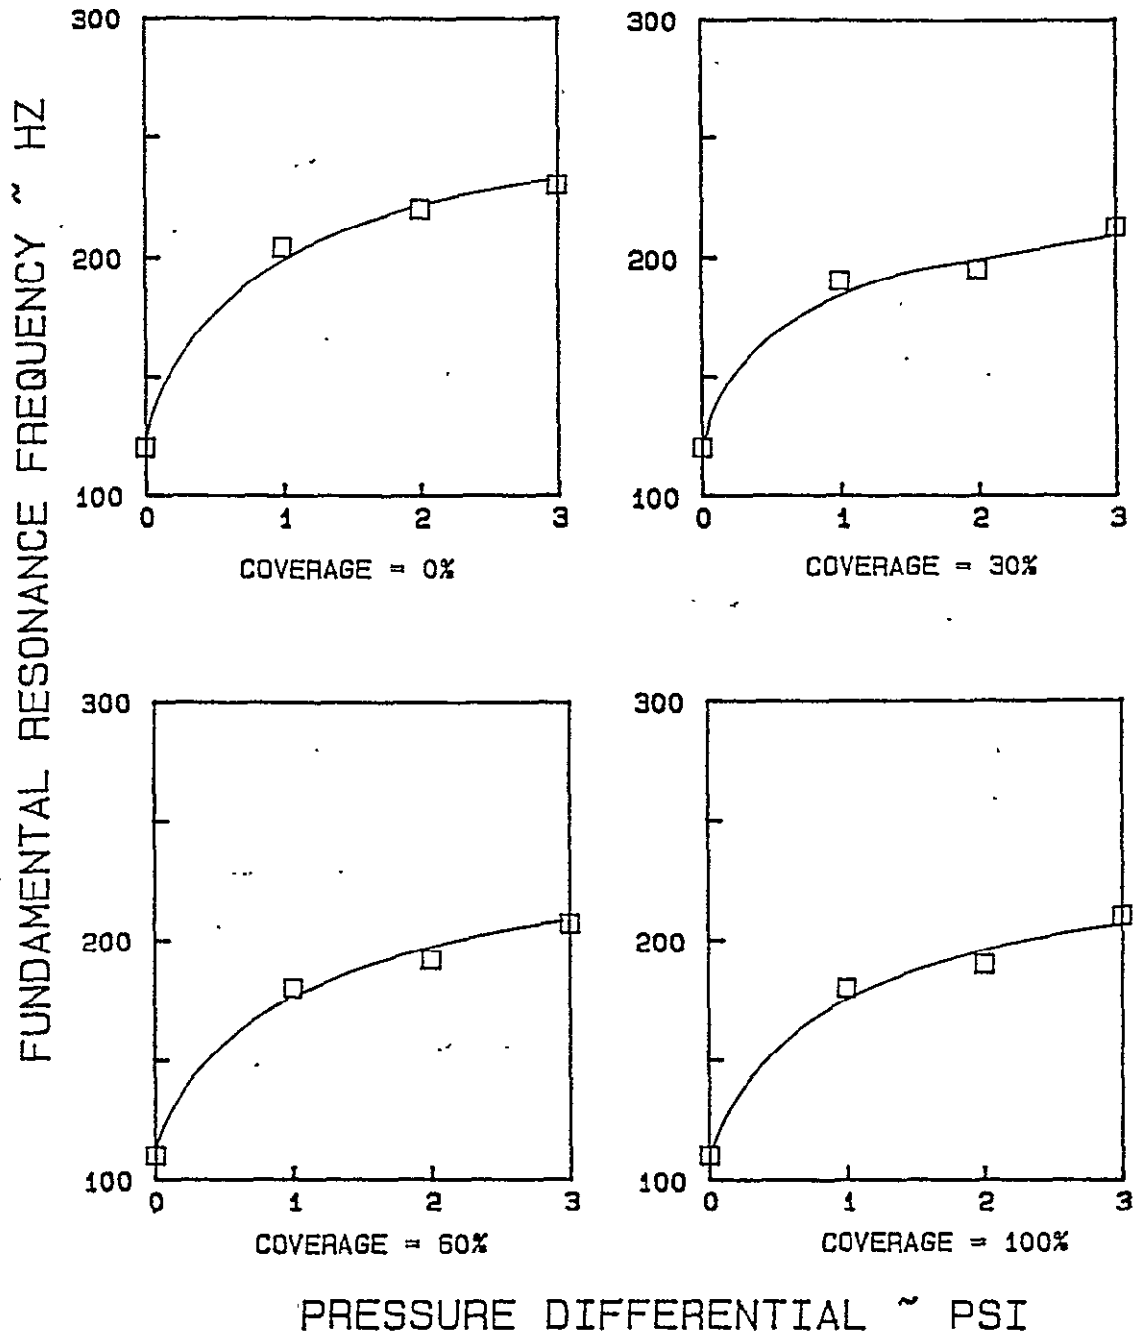 FUNDAMENTAL RESONANCE FREQUENCY ~ HZ
300
200
100
0 1 2 3
COVERAGE = 0%
300
200
100
0 1 2 3
COVERAGE = 30%
300
200
100
0 1 2 3
COVERAGE = 60%
300
200
100
0 1 2 3
COVERAGE = 100%
PRESSURE DIFFERENTIAL ~ PSI